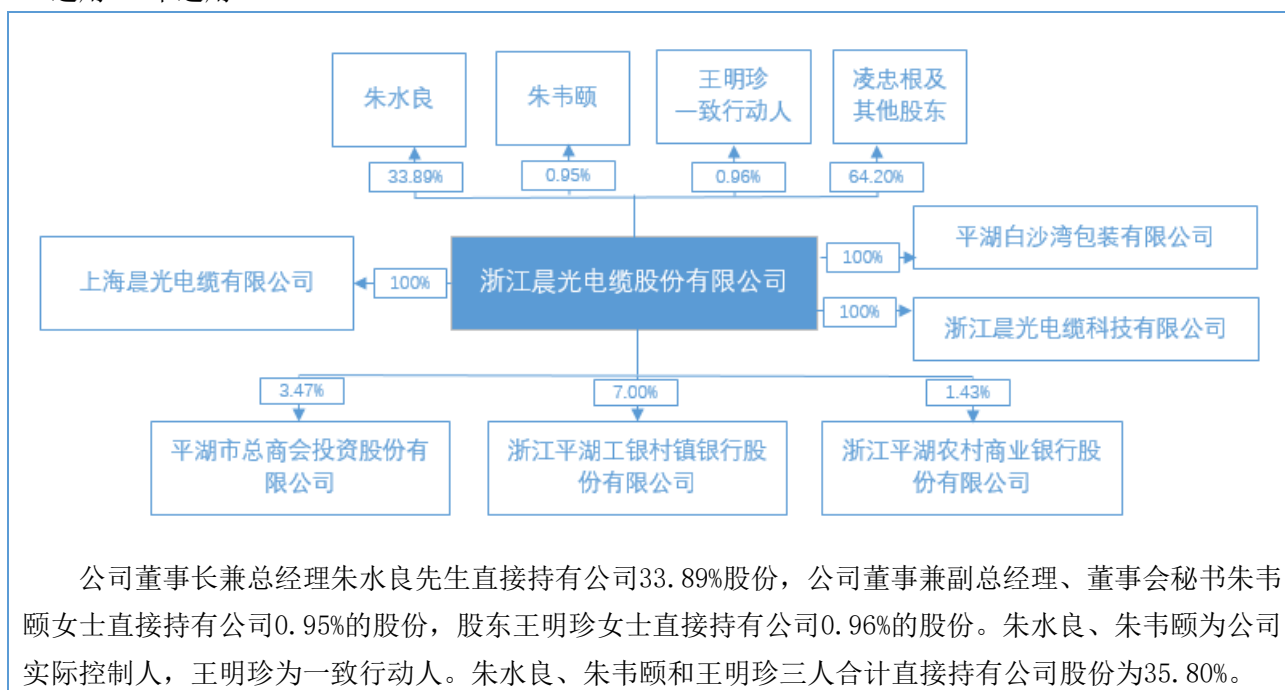 朱水良
朱韦颐
王明珍
一致行动人
凌忠根及
其他股东
33.89%
0.95%
0.96%
64.20%
上海晨光电缆有限公司
100%
浙江晨光电缆股份有限公司
100%
平湖白沙湾包装有限公司
100%
浙江晨光电缆科技有限公司
3.47%
7.00%
1.43%
平湖市总商会投资股份有
限公司
浙江平湖工银村镇银行股
份有限公司
浙江平湖农村商业银行股
份有限公司
公司董事长兼总经理朱水良先生直接持有公司33.89%股份，公司董事兼副总经理、董事会秘书朱韦
颐女士直接持有公司0.95%的股份，股东王明珍女士直接持有公司0.96%的股份。朱水良、朱韦颐为公司
实际控制人，王明珍为一致行动人。朱水良、朱韦颐和王明珍三人合计直接持有公司股份为35.80%。